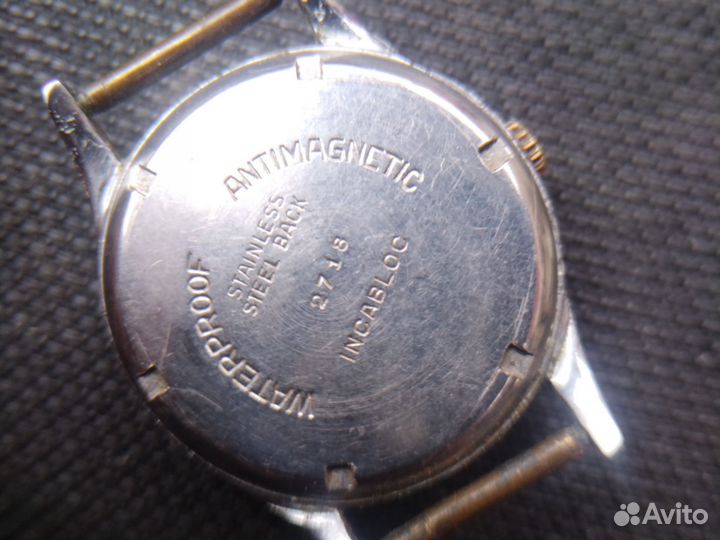 ANTIMAGNETIC
STAINLESS
STEEL BACK
2718
INCABLOC
WATERPROOF
Avito